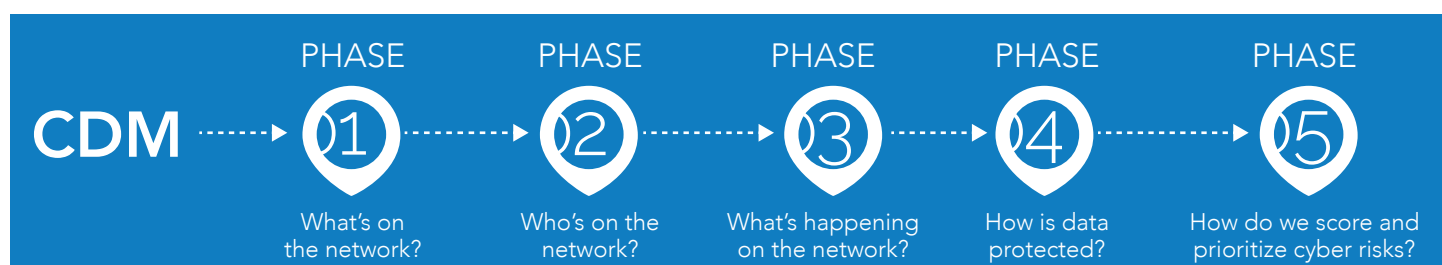 PHASE PHASE PHASE PHASE PHASE
CDM 01 02 03 04 05
What’s on Who’s on the What’s happening How is data How do we score and
the network? network? on the network? protected? prioritize cyber risks?